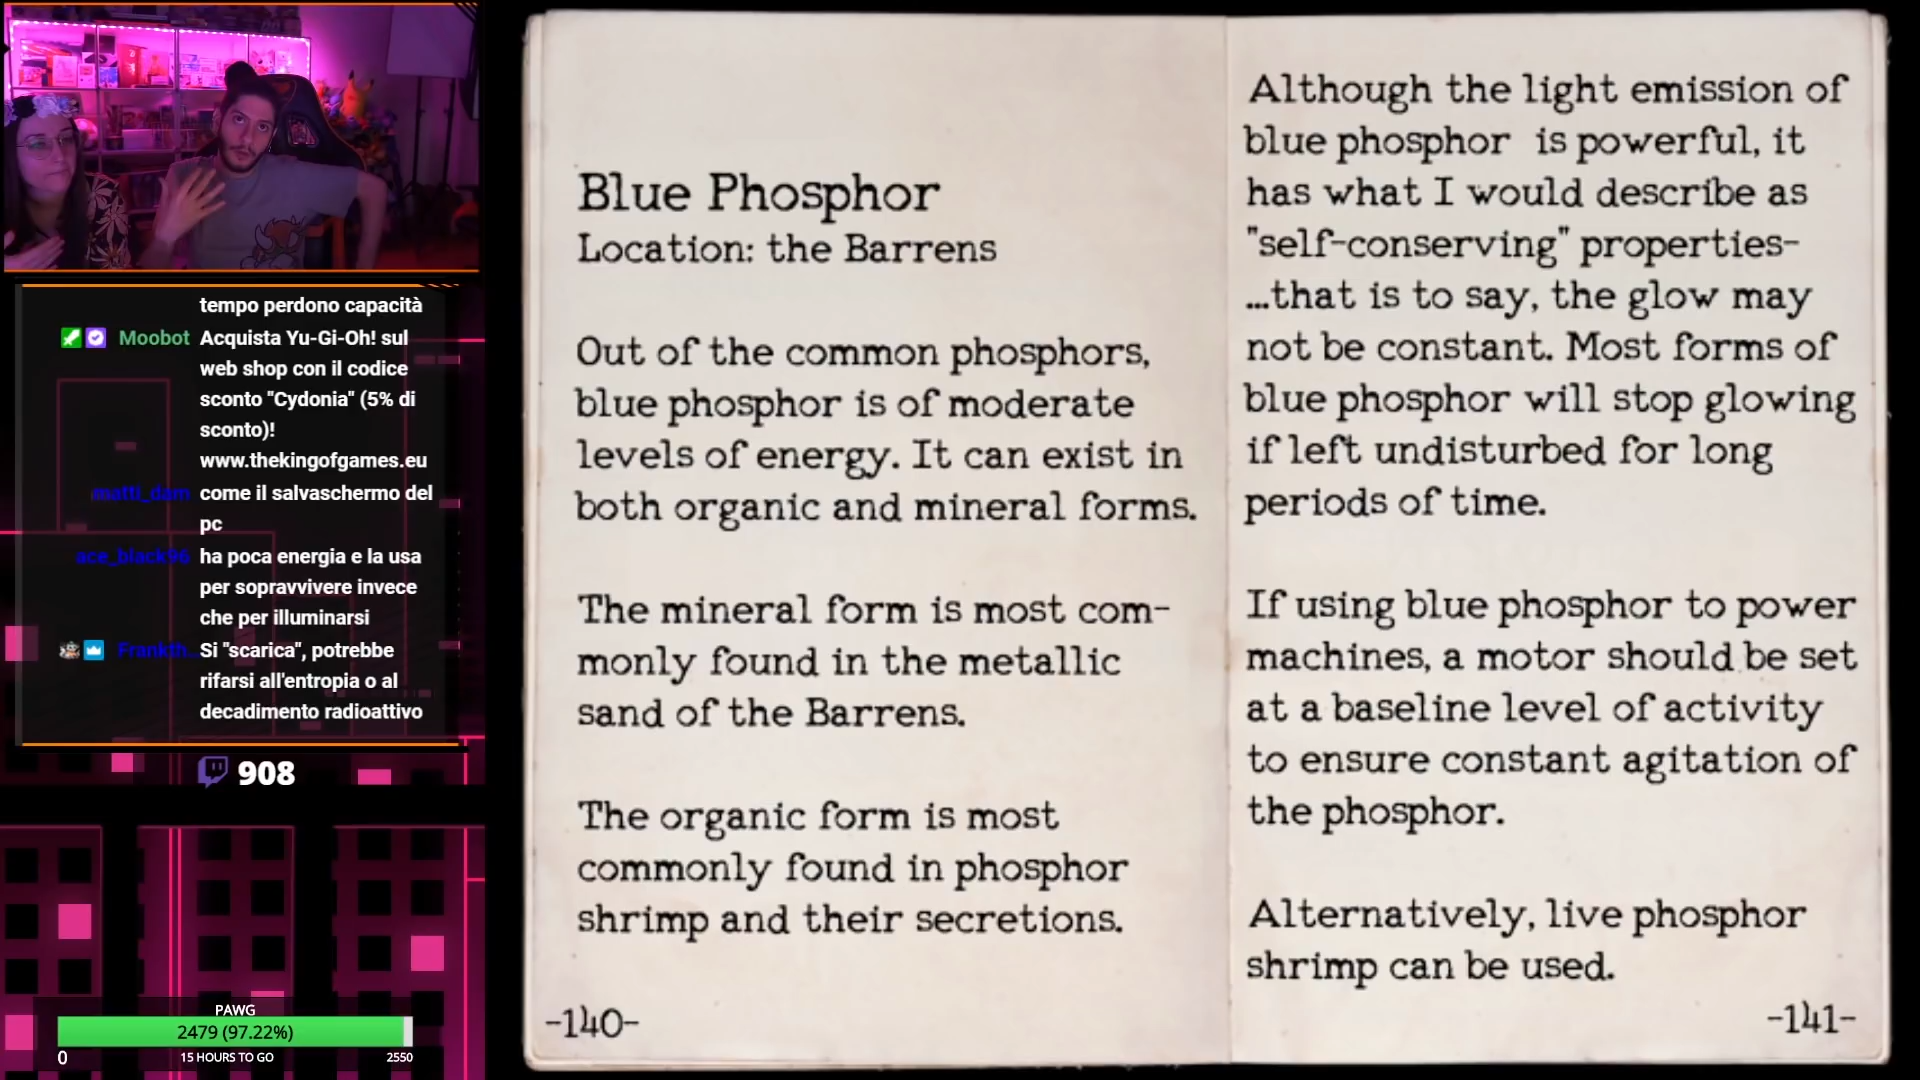 tempo perdono capacità
Moobot Acquista Yu-Gi-Oh! sul
web shop con il codice
sconto "Cydonia" (5% di
sconto)!
www.thekingofgames.eu
matti_dam come il salvaschermo del
pc
ace_black96 ha poca energia e la usa
per sopravvivere invece
che per illuminarsi
Frankth... Si "scarica", potrebbe
rifarsi all'entropia o al
decadimento radioattivo
908
PAWG
2479 (97.22%)
0 15 HOURS TO GO 2550
Blue Phosphor
Location: the Barrens
Out of the common phosphors,
blue phosphor is of moderate
levels of energy. It can exist in
both organic and mineral forms.
The mineral form is most com-
monly found in the metallic
sand of the Barrens.
The organic form is most
commonly found in phosphor
shrimp and their secretions.
-140-
Although the light emission of
blue phosphor is powerful, it
has what I would describe as
"self-conserving" properties-
...that is to say, the glow may
not be constant. Most forms of
blue phosphor will stop glowing
if left undisturbed for long
periods of time.
If using blue phosphor to power
machines, a motor should be set
at a baseline level of activity
to ensure constant agitation of
the phosphor.
Alternatively, live phosphor
shrimp can be used.
-141-